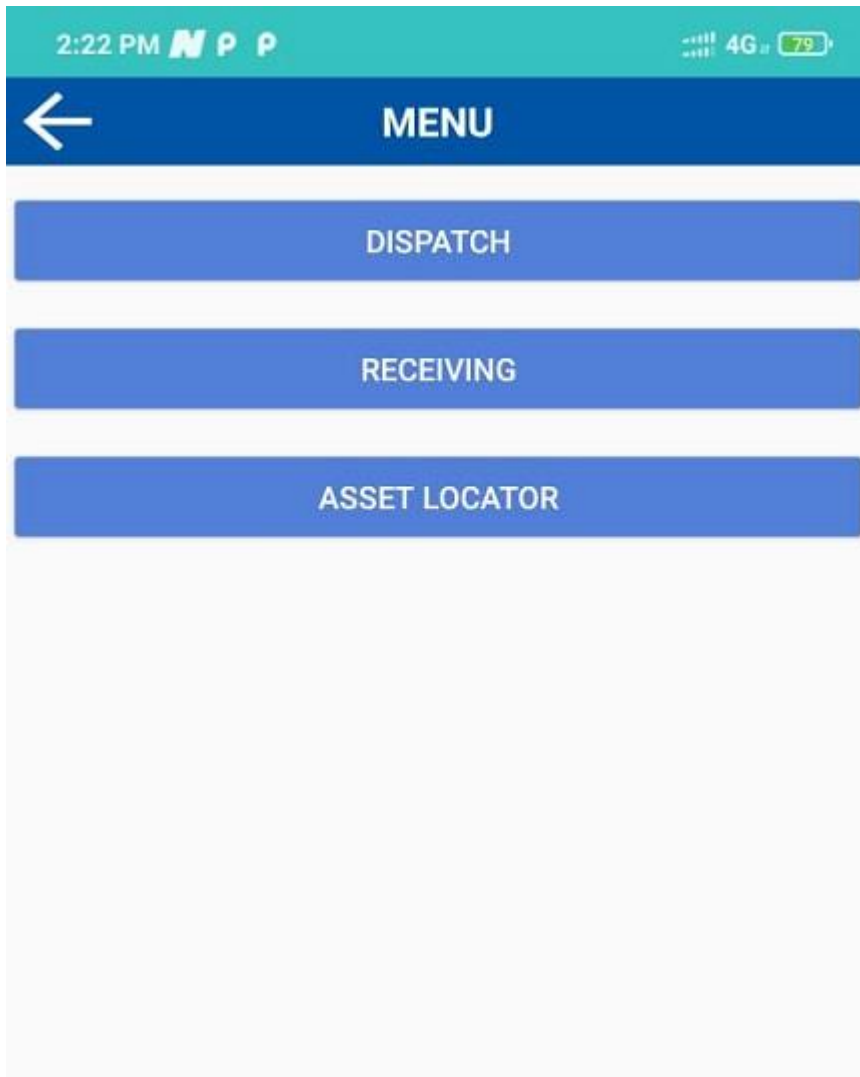 2:22 PM N P P 4G 79
MENU
DISPATCH
RECEIVING
ASSET LOCATOR